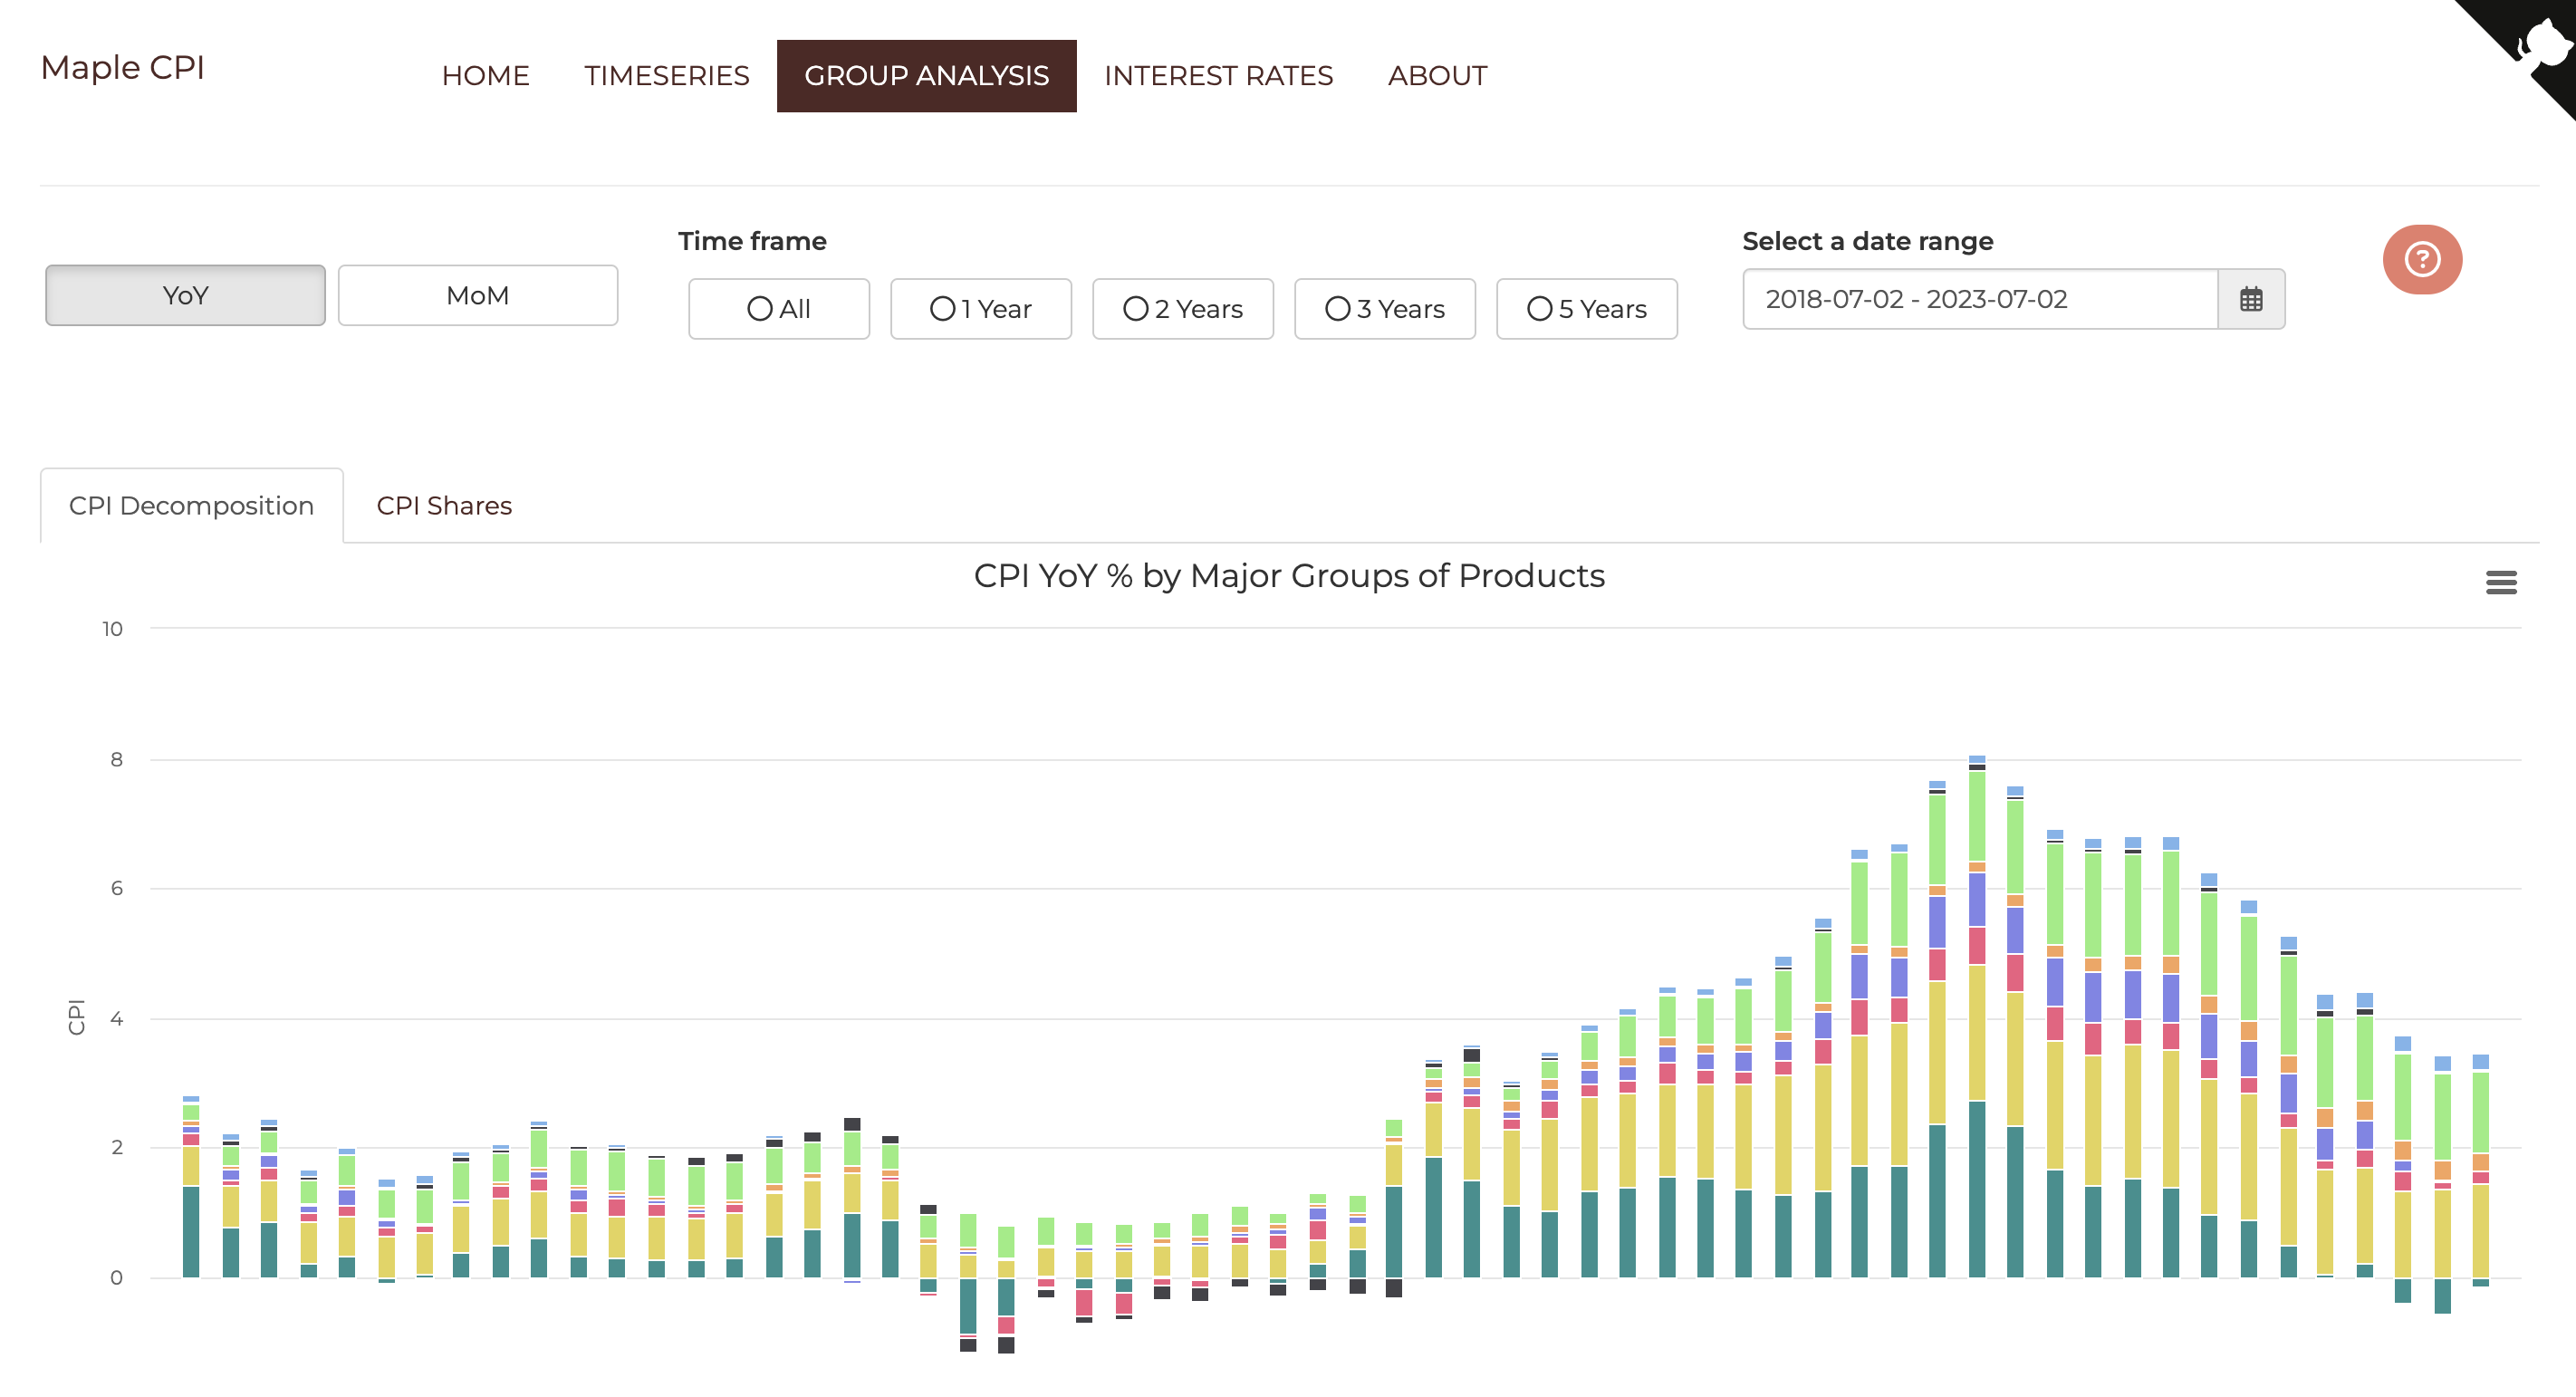 Maple CPI
HOME TIMESERIES GROUP ANALYSIS INTEREST RATES ABOUT
Time frame
Select a date range
YoY MoM
All 1 Year 2 Years 3 Years 5 Years
2018-07-02 - 2023-07-02
?
CPI Decomposition CPI Shares
CPI YoY % by Major Groups of Products
10
8
6
4
2
0
CPI